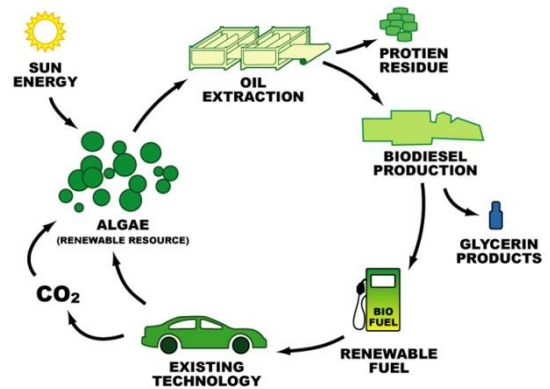 SUN
ENERGY
OIL
EXTRACTION
PROTIEN
RESIDUE
BIODIESEL
PRODUCTION
GLYCERIN
PRODUCTS
BIO
FUEL
RENEWABLE
FUEL
EXISTING
TECHNOLOGY
CO₂
ALGAE
(RENEWABLE RESOURCE)